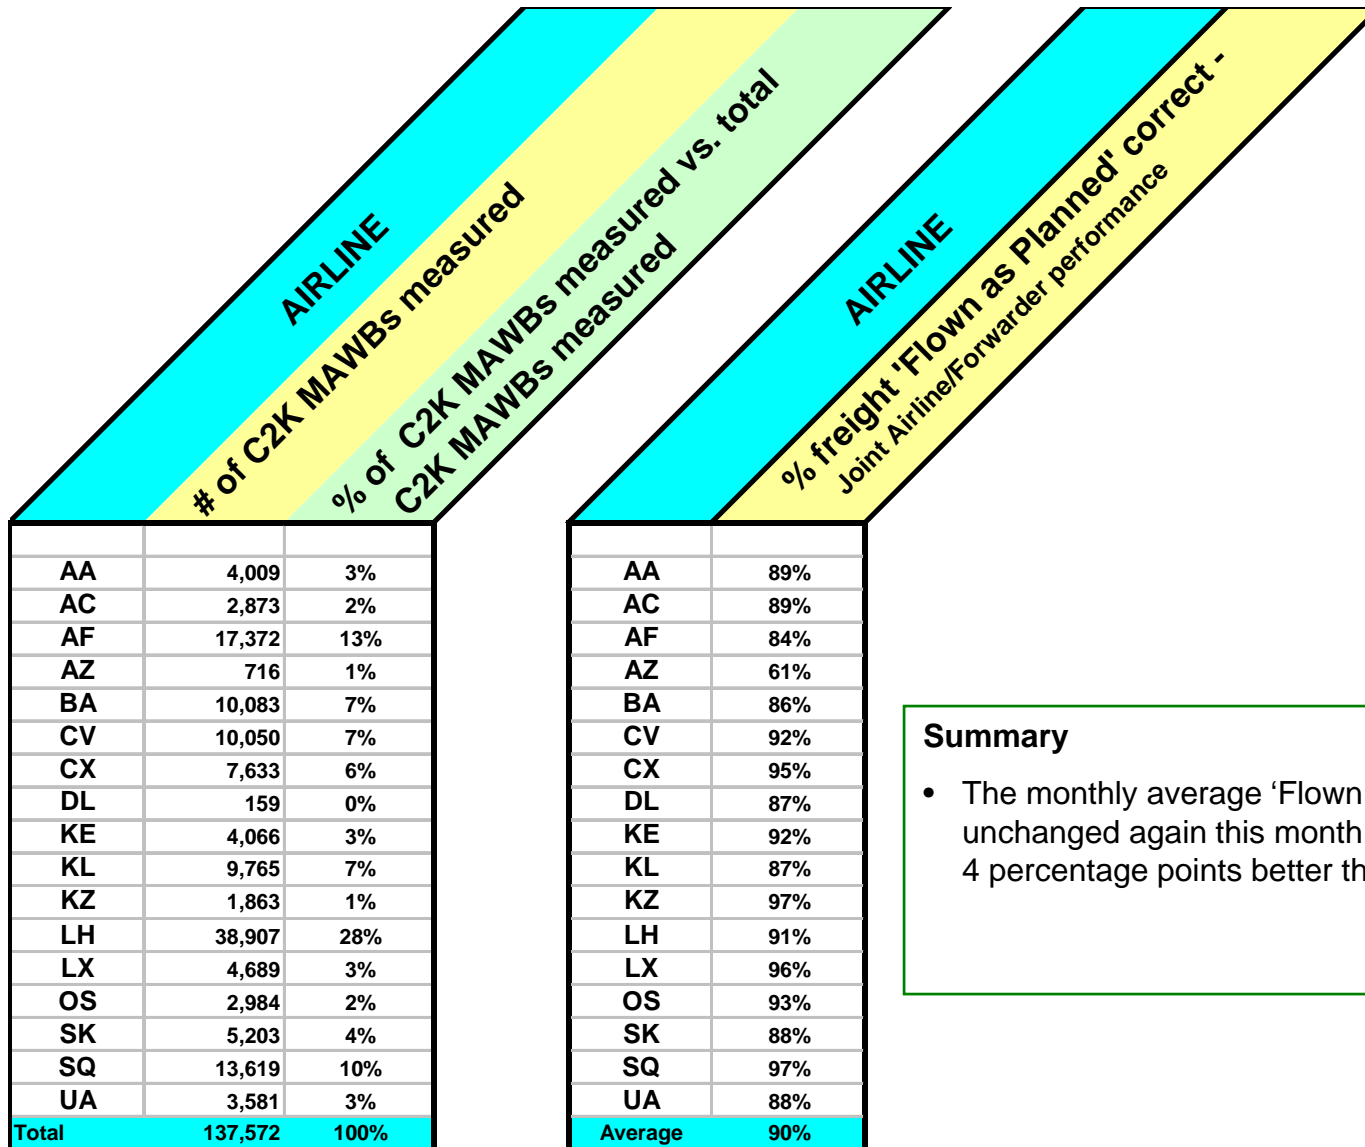 AIRLINE
# of C2K MAWBs measured
% of  C2K MAWBs measured vs. total
C2K MAWBs measured
AA 4,009 3%
AC 2,873 2%
AF 17,372 13%
AZ 716 1%
BA 10,083 7%
CV 10,050 7%
CX 7,633 6%
DL 159 0%
KE 4,066 3%
KL 9,765 7%
KZ 1,863 1%
LH 38,907 28%
LX 4,689 3%
OS 2,984 2%
SK 5,203 4%
SQ 13,619 10%
UA 3,581 3%
Total 137,572 100%
AIRLINE
% freight 'Flown as Planned' correct -
Joint Airline/Forwarder performance
AA 89%
AC 89%
AF 84%
AZ 61%
BA 86%
CV 92%
CX 95%
DL 87%
KE 92%
KL 87%
KZ 97%
LH 91%
LX 96%
OS 93%
SK 88%
SQ 97%
UA 88%
Average 90%
Summary
• The monthly average ‘Flown
unchanged again this month
4 percentage points better th